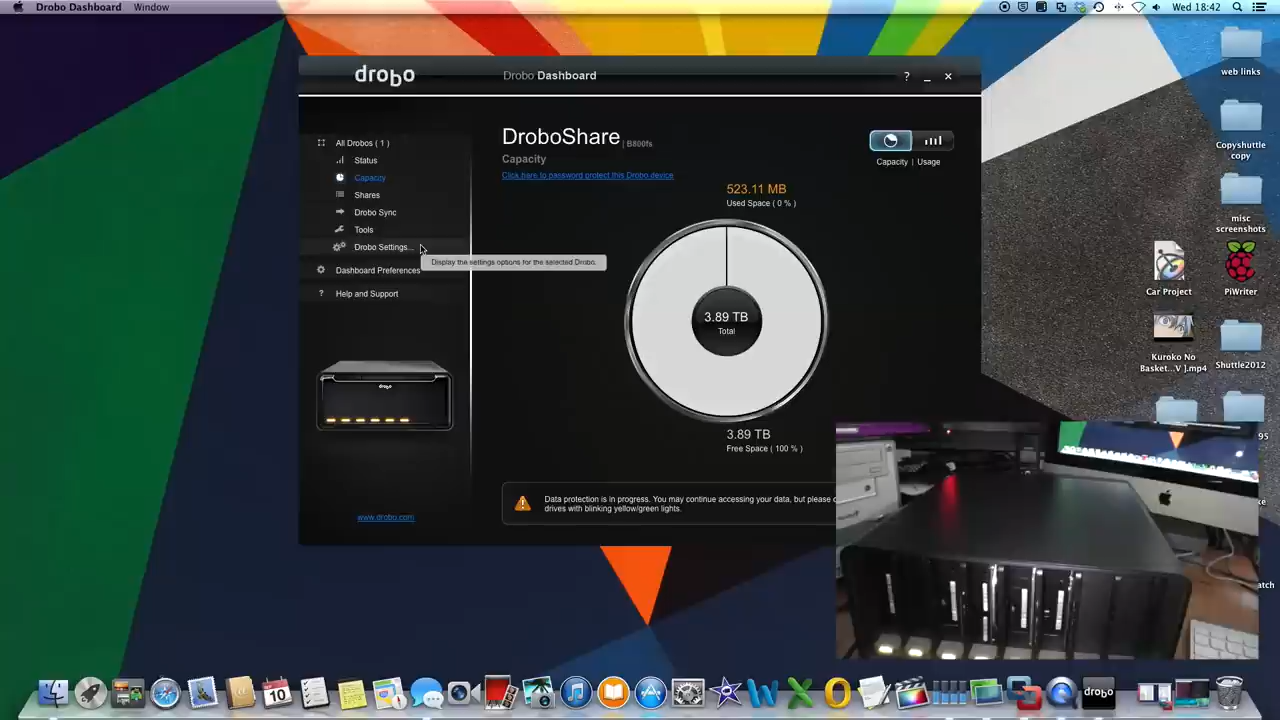 Drobo Dashboard Window
Wed 18:42
drobo
Drobo Dashboard
? _ ×
All Drobos ( 1 )
Status
Capacity
Shares
Drobo Sync
Tools
Drobo Settings...
Dashboard Preferences
? Help and Support
Display the settings options for the selected Drobo.
drobo
www.drobo.com
DroboShare | B800fs
Capacity
Click here to password protect this Drobo device
Capacity | Usage
523.11 MB
Used Space ( 0 % )
3.89 TB
Total
3.89 TB
Free Space ( 100 % )
Data protection is in progress. You may continue accessing your data, but please
drives with blinking yellow/green lights.
web links
Copyshuttle
copy
misc
screenshots
Car Project
PiWriter
Kuroko No
Basket...V ].mp4
Shuttle2012
95
10
drobo